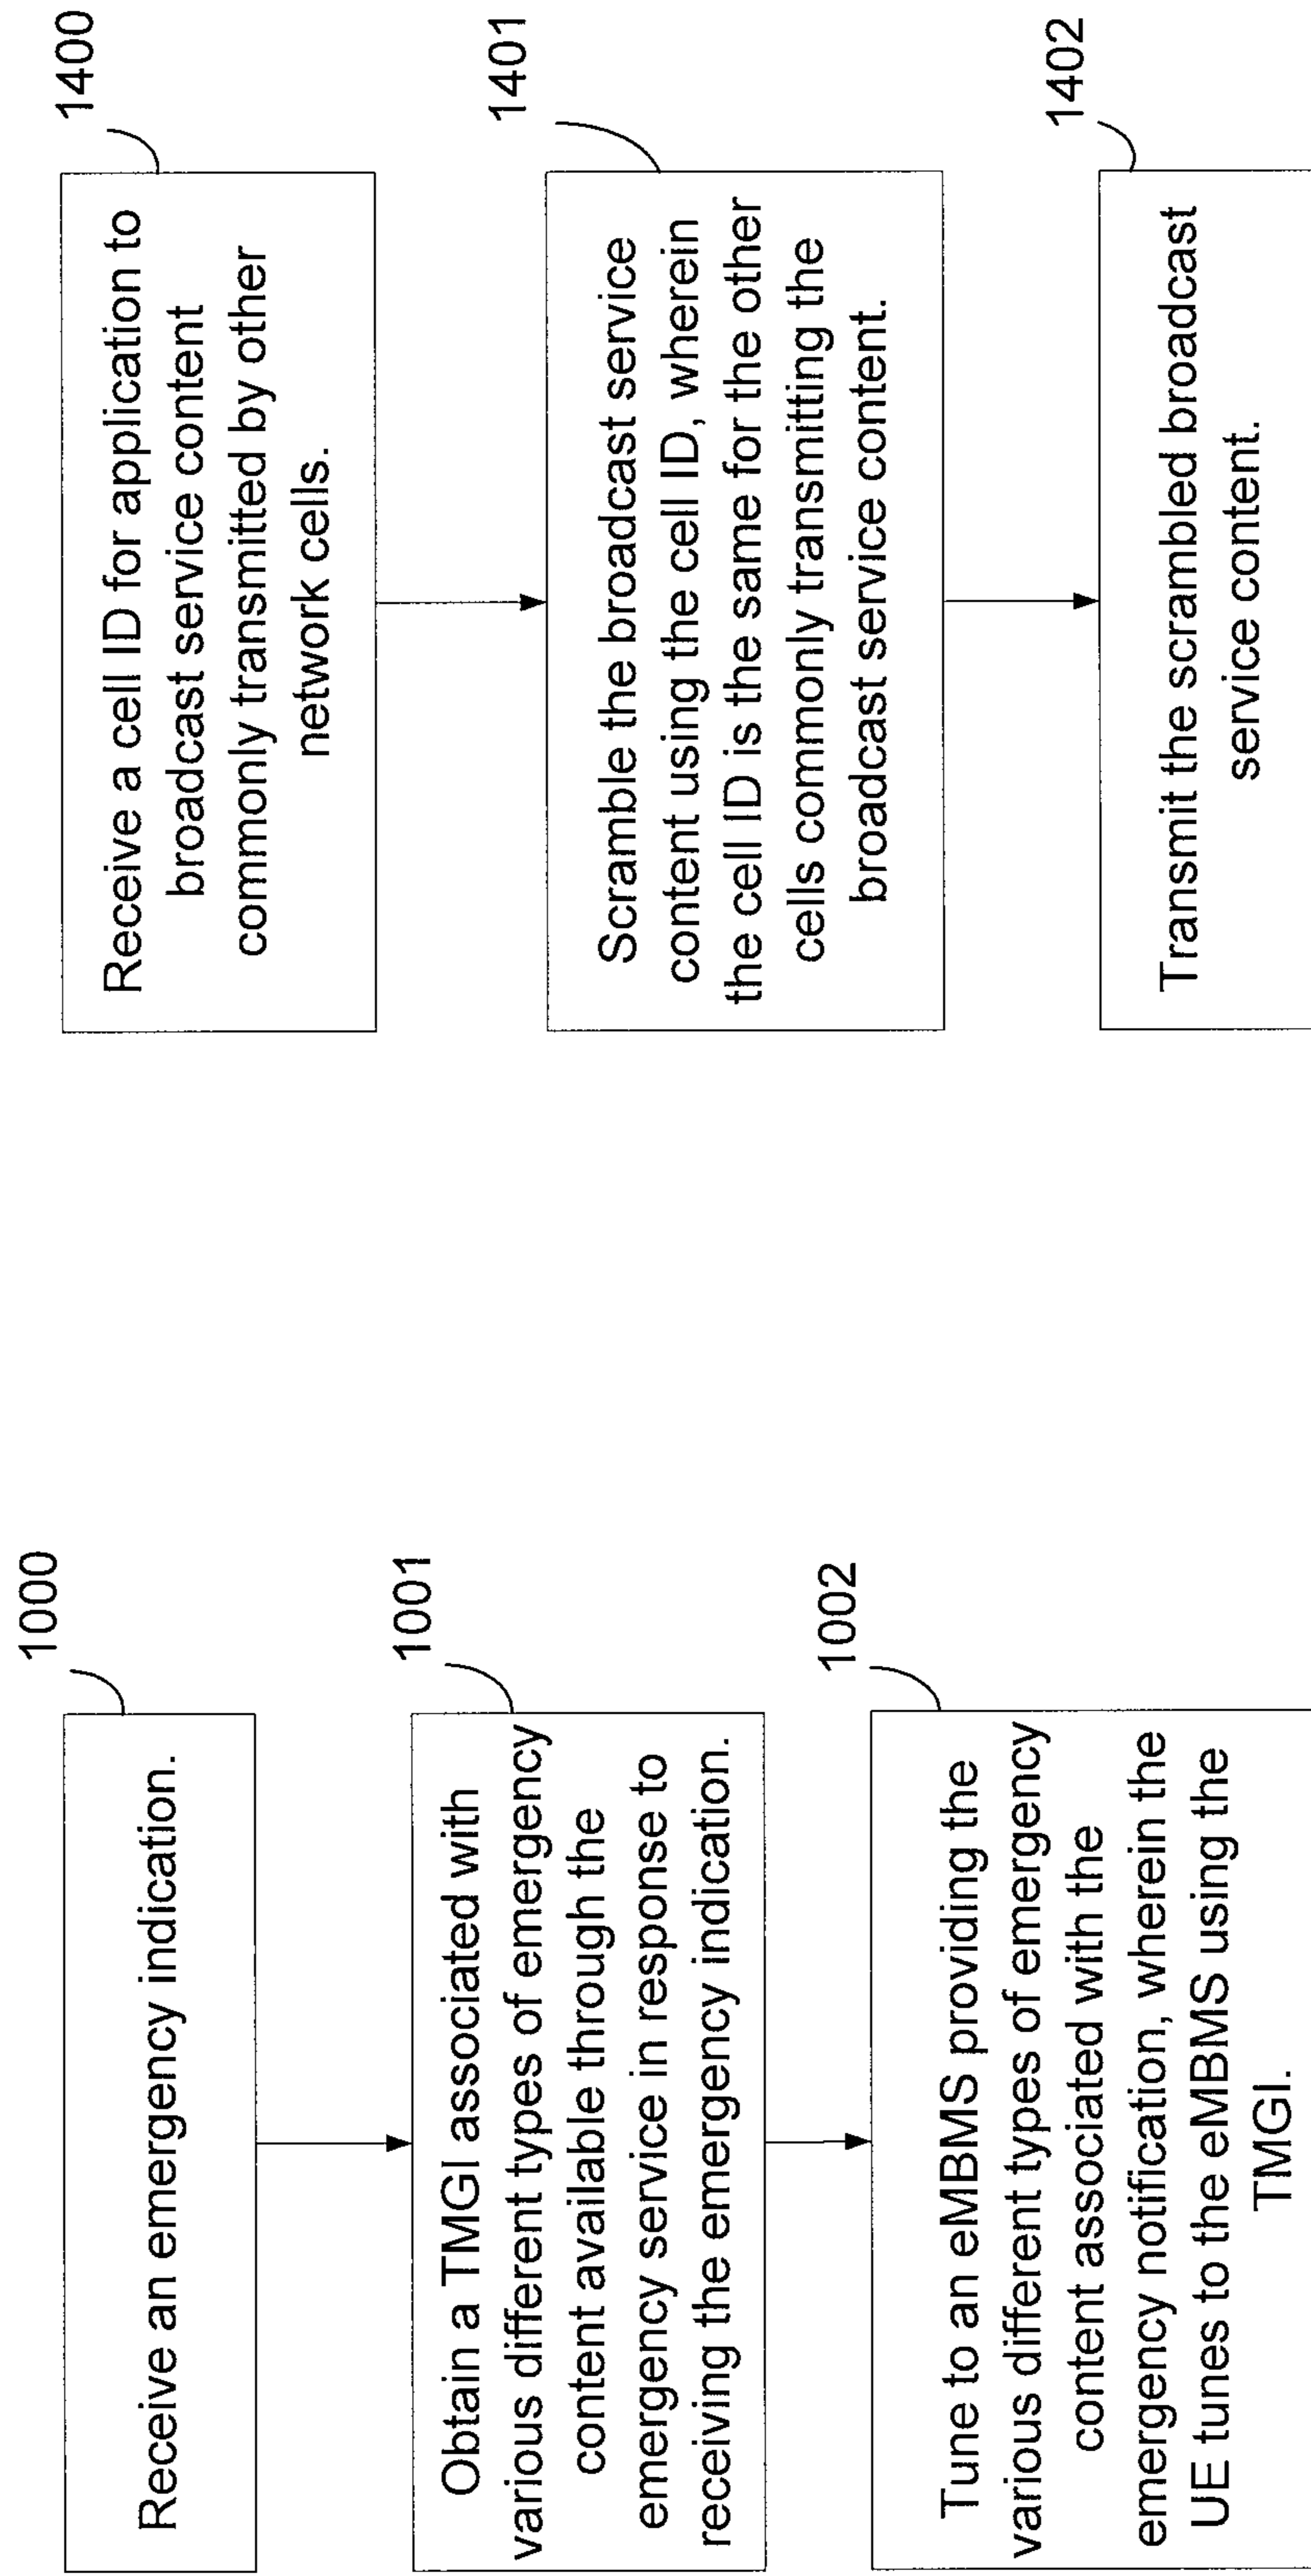 1000
Receive an emergency indication.
1001
Obtain a TMGI associated with
various different types of emergency
content available through the
emergency service in response to
receiving the emergency indication.
1002
Tune to an eMBMS providing the
various different types of emergency
content associated with the
emergency notification, wherein the
UE tunes to the eMBMS using the
TMGI.
1400
Receive a cell ID for application to
broadcast service content
commonly transmitted by other
network cells.
1401
Scramble the broadcast service
content using the cell ID, wherein
the cell ID is the same for the other
cells commonly transmitting the
broadcast service content.
1402
Transmit the scrambled broadcast
service content.